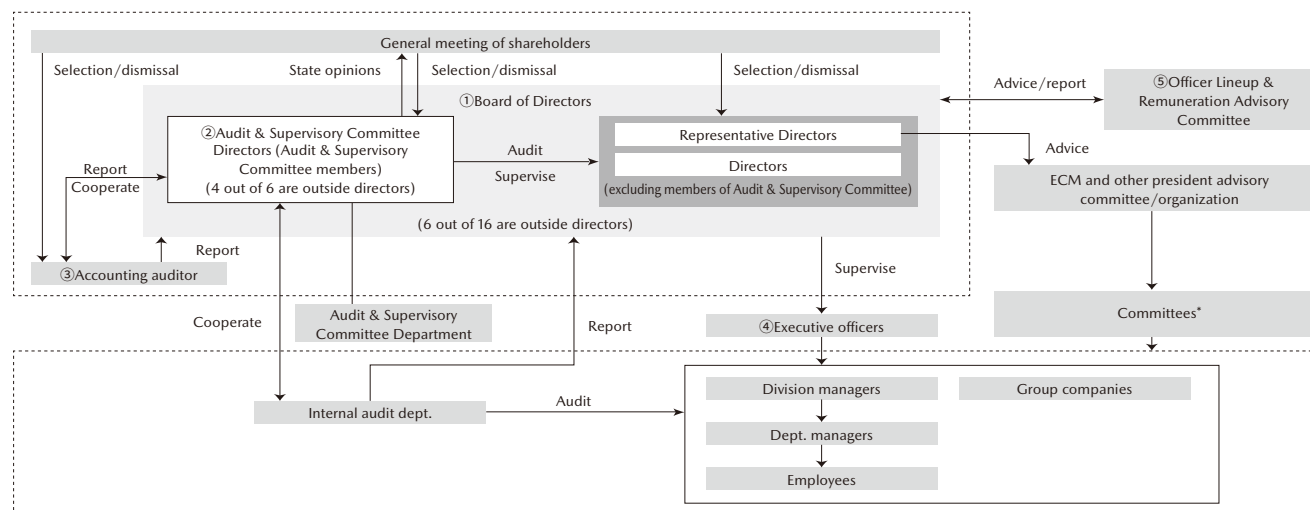 General meeting of shareholders
Selection/dismissal
State opinions
Selection/dismissal
Selection/dismissal
①Board of Directors
Advice/report
⑤Officer Lineup &
Remuneration Advisory
Committee
②Audit & Supervisory Committee
Directors (Audit & Supervisory
Committee members)
(4 out of 6 are outside directors)
Audit
Supervise
Representative Directors
Directors
(excluding members of Audit & Supervisory Committee)
Advice
Report
Cooperate
ECM and other president advisory
committee/organization
(6 out of 16 are outside directors)
Report
③Accounting auditor
Supervise
Cooperate
Audit & Supervisory
Committee Department
Report
④Executive officers
Committees*
Internal audit dept.
Audit
Division managers
Group companies
Dept. managers
Employees